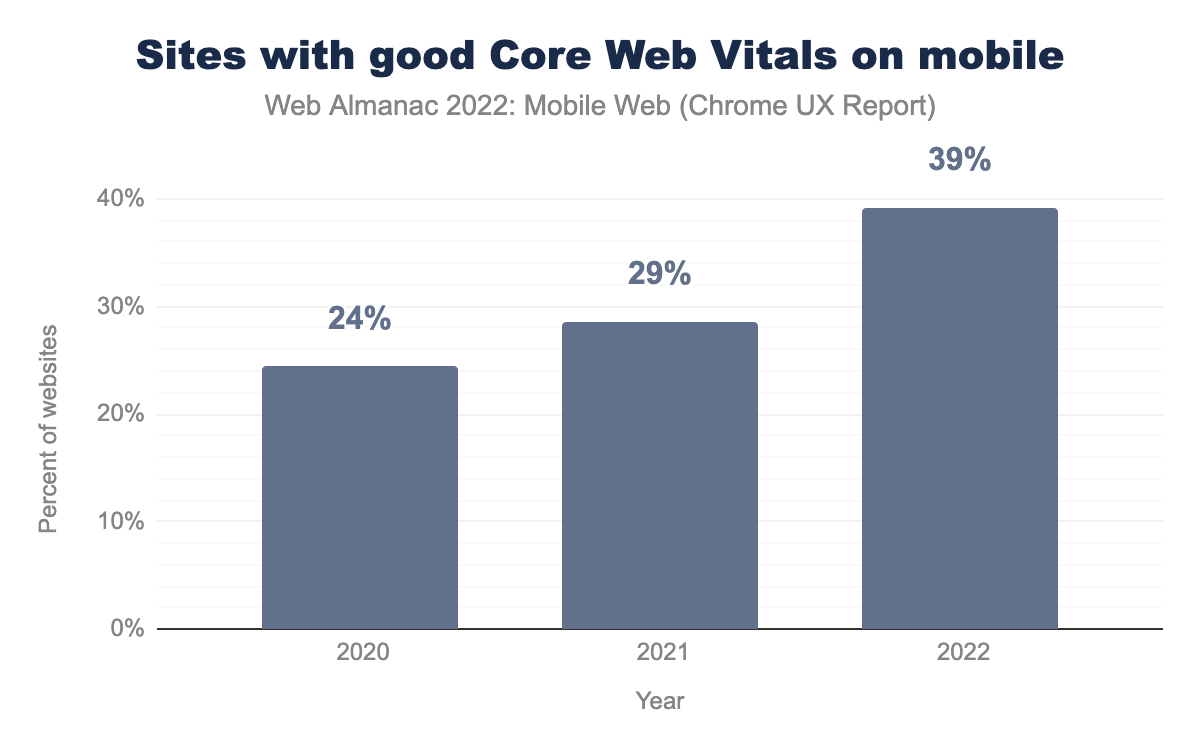 Sites with good Core Web Vitals on mobile
Web Almanac 2022: Mobile Web (Chrome UX Report)
39%
40%
29%
30%
24%
20%
10%
0%
Percent of websites
2020 2021 2022
Year